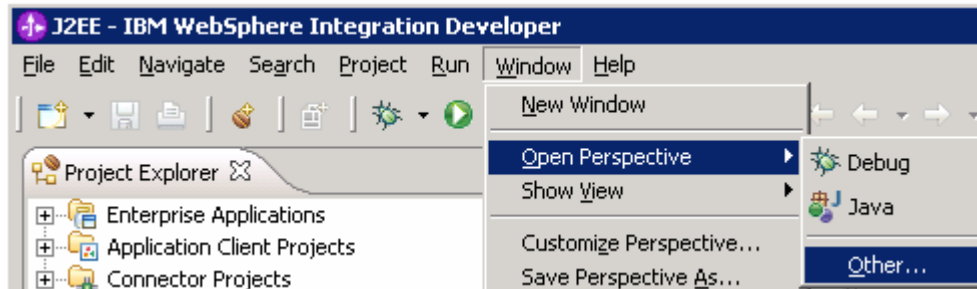 J2EE - IBM WebSphere Integration Developer
File Edit Navigate Search Project Run Window Help
New Window
Project Explorer
Open Perspective
Debug
Show View
Java
Enterprise Applications
Application Client Projects
Customize Perspective...
Other...
Connector Projects
Save Perspective As...